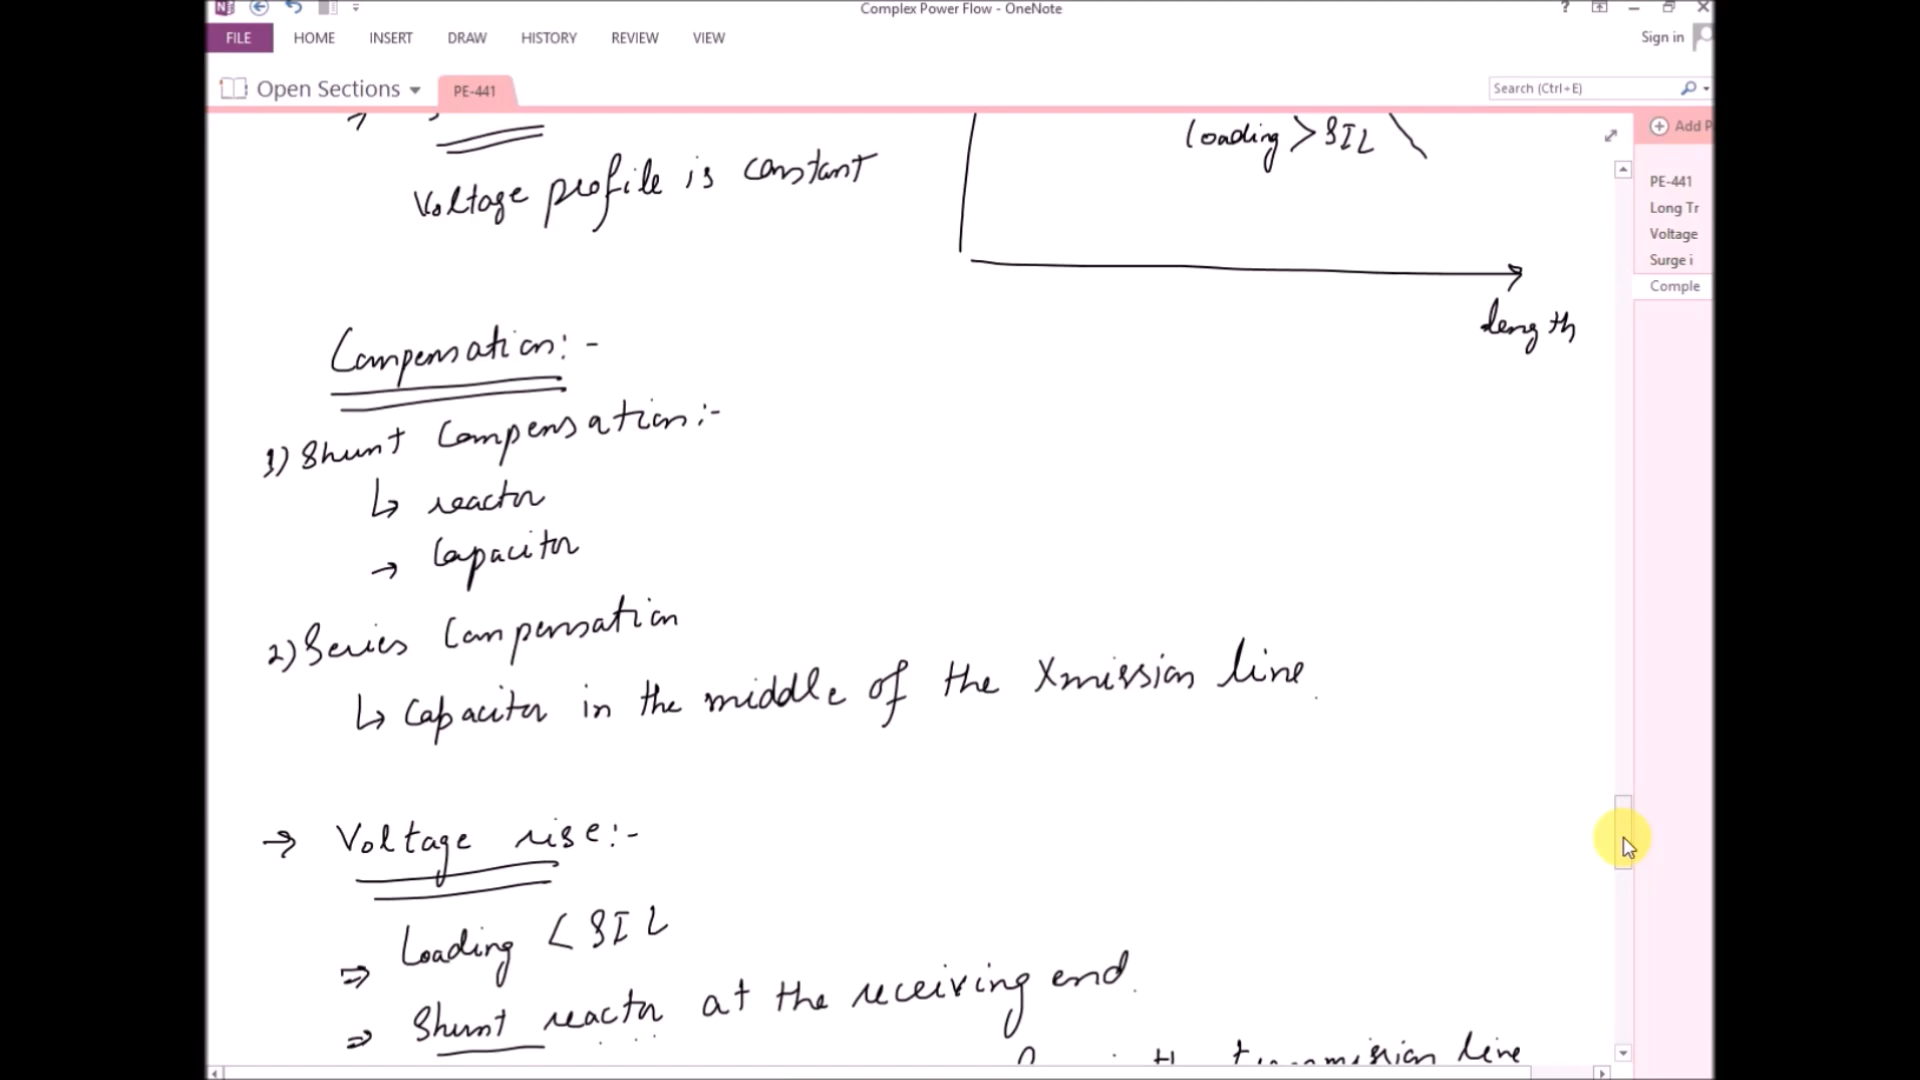 Complex Power Flow - OneNote
FILE HOME INSERT DRAW HISTORY REVIEW VIEW
Sign in
Open Sections
PE-441
Search (Ctrl+E)
Add P
PE-441
Long Tr
Voltage
Surge i
Comple
loading > SIL
Voltage profile is constant
length
Compensation:-
1) Shunt Compensation:-
↳ reactor
→ Capacitor
2) Series Compensation
↳ Capacitor in the middle of the Xmission line.
→ Voltage rise:-
⇒ Loading < SIL
⇒ Shunt reactor at the receiving end.
transmission line